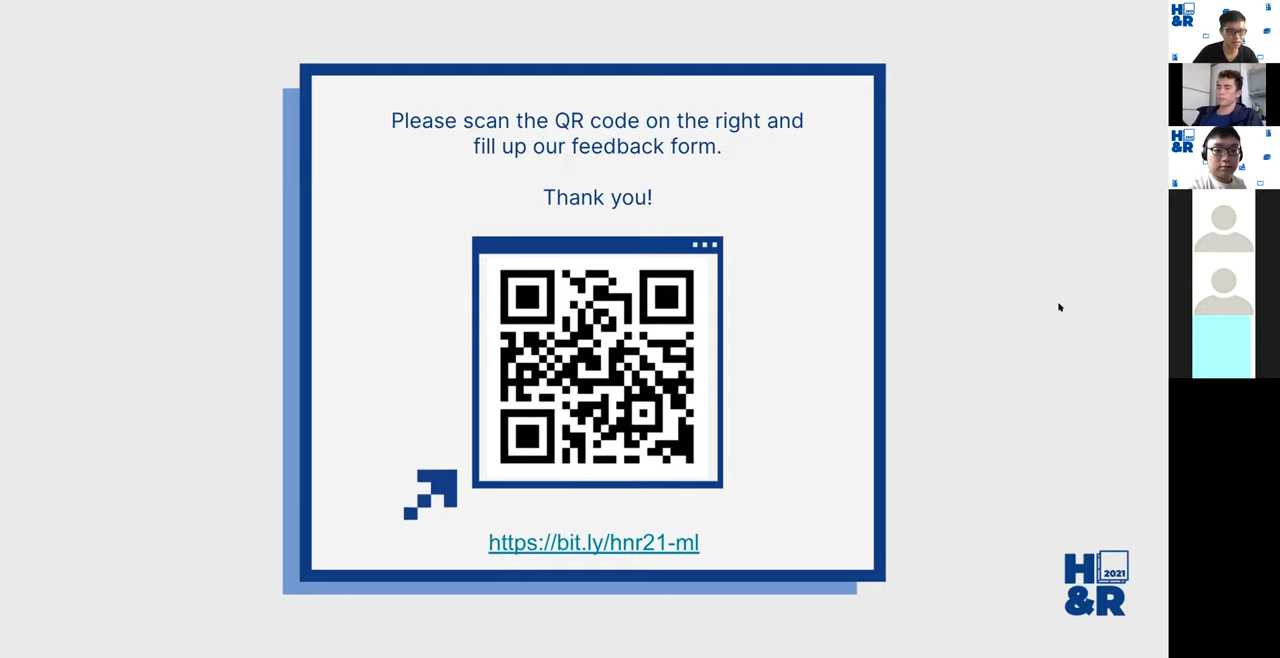 Please scan the QR code on the right and
fill up our feedback form.
Thank you!
https://bit.ly/hnr21-ml
H 2021
&R
H
&R
H
&R